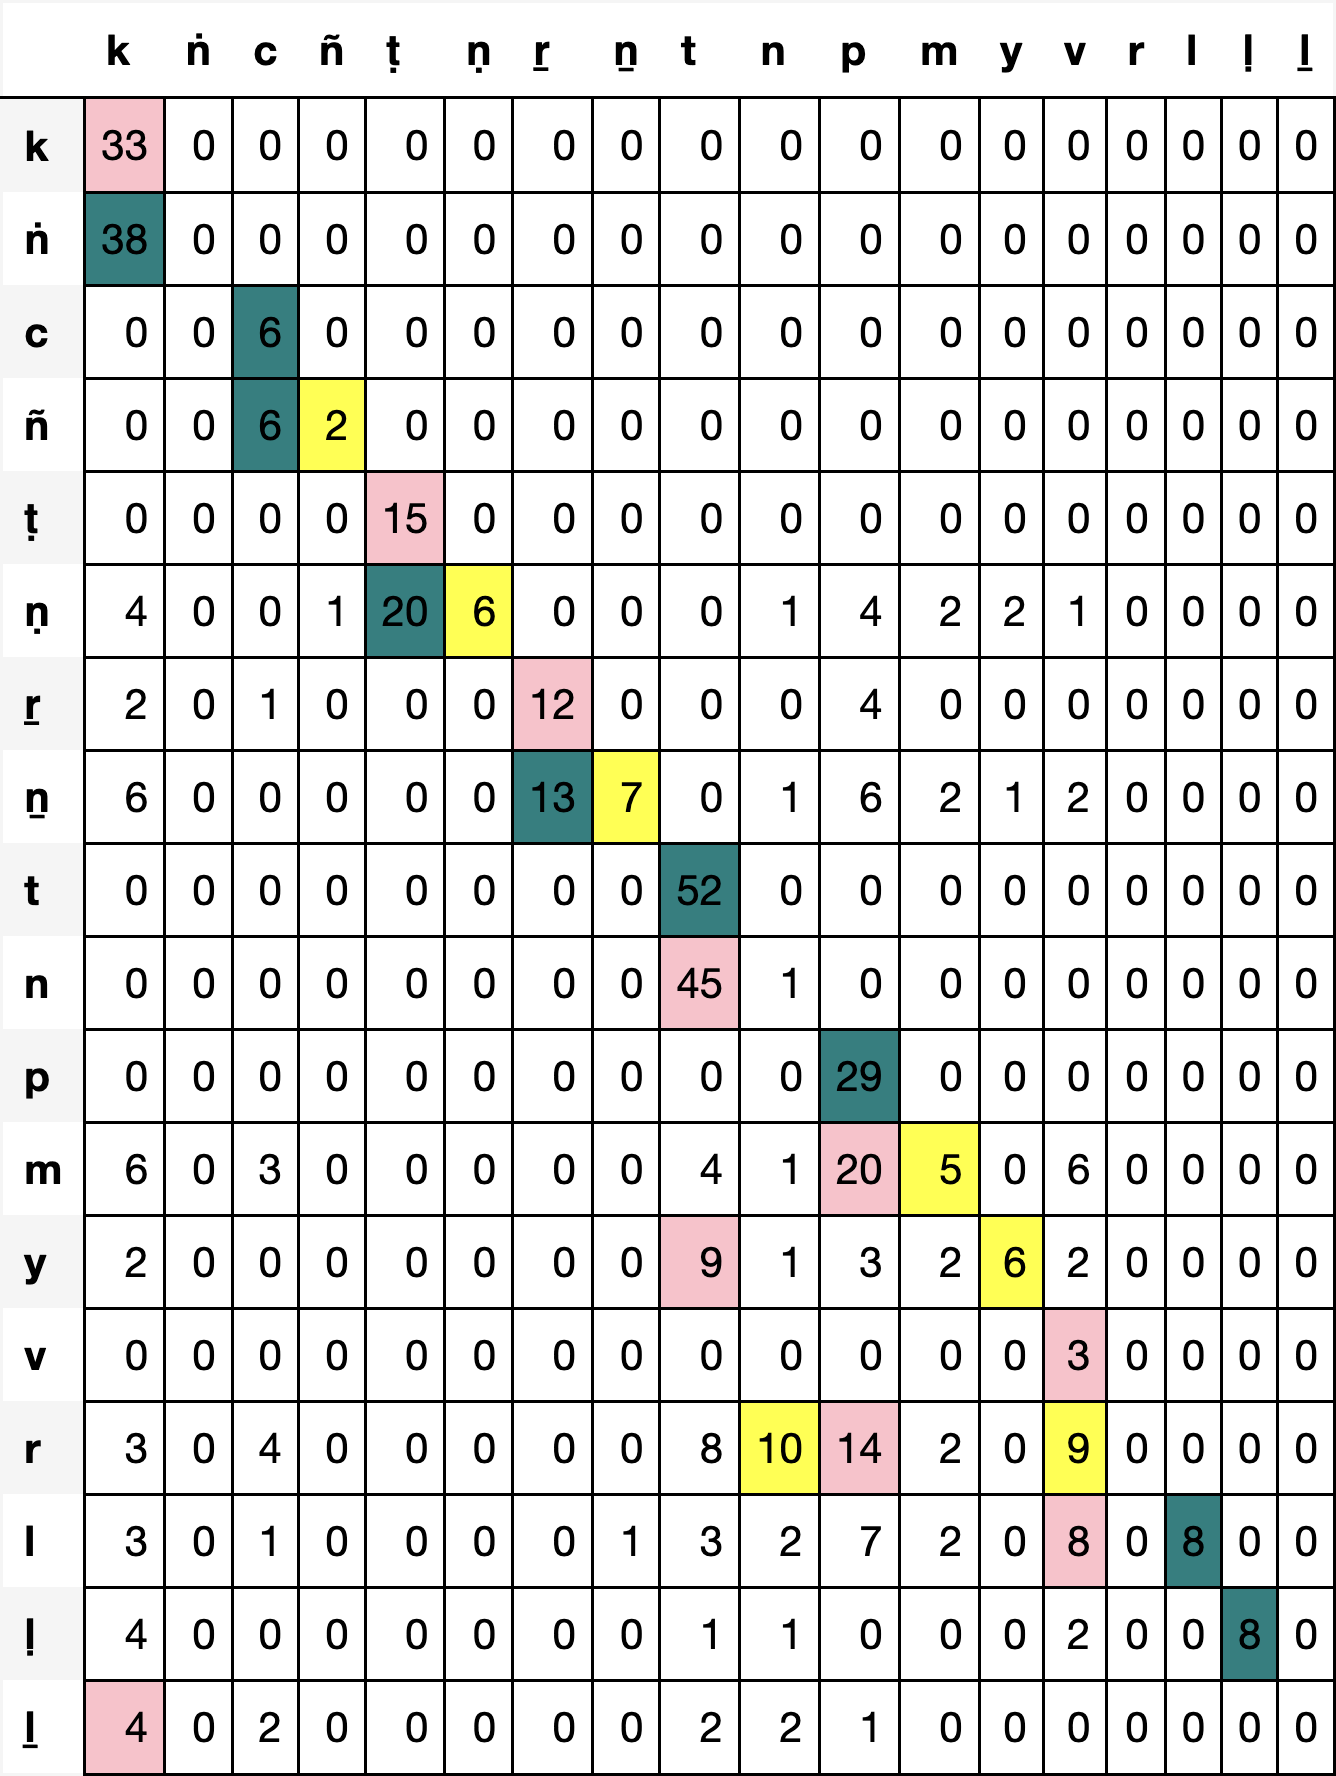 k ṅ c ñ ṭ ṇ ṟ ṉ t n p m y v r l ḷ ḻ
k 33 0 0 0 0 0 0 0 0 0 0 0 0 0 0 0 0 0
ṅ 38 0 0 0 0 0 0 0 0 0 0 0 0 0 0 0 0 0
c 0 0 6 0 0 0 0 0 0 0 0 0 0 0 0 0 0 0
ñ 0 0 6 2 0 0 0 0 0 0 0 0 0 0 0 0 0 0
ṭ 0 0 0 0 15 0 0 0 0 0 0 0 0 0 0 0 0 0
ṇ 4 0 0 1 20 6 0 0 0 1 4 2 2 1 0 0 0 0
ṟ 2 0 1 0 0 0 12 0 0 0 4 0 0 0 0 0 0 0
ṉ 6 0 0 0 0 0 13 7 0 1 6 2 1 2 0 0 0 0
t 0 0 0 0 0 0 0 0 52 0 0 0 0 0 0 0 0 0
n 0 0 0 0 0 0 0 0 45 1 0 0 0 0 0 0 0 0
p 0 0 0 0 0 0 0 0 0 0 29 0 0 0 0 0 0 0
m 6 0 3 0 0 0 0 0 4 1 20 5 0 6 0 0 0 0
y 2 0 0 0 0 0 0 0 9 1 3 2 6 2 0 0 0 0
v 0 0 0 0 0 0 0 0 0 0 0 0 0 3 0 0 0 0
r 3 0 4 0 0 0 0 0 8 10 14 2 0 9 0 0 0 0
l 3 0 1 0 0 0 0 1 3 2 7 2 0 8 0 8 0 0
ḷ 4 0 0 0 0 0 0 0 1 1 0 0 0 2 0 0 8 0
ḻ 4 0 2 0 0 0 0 0 2 2 1 0 0 0 0 0 0 0